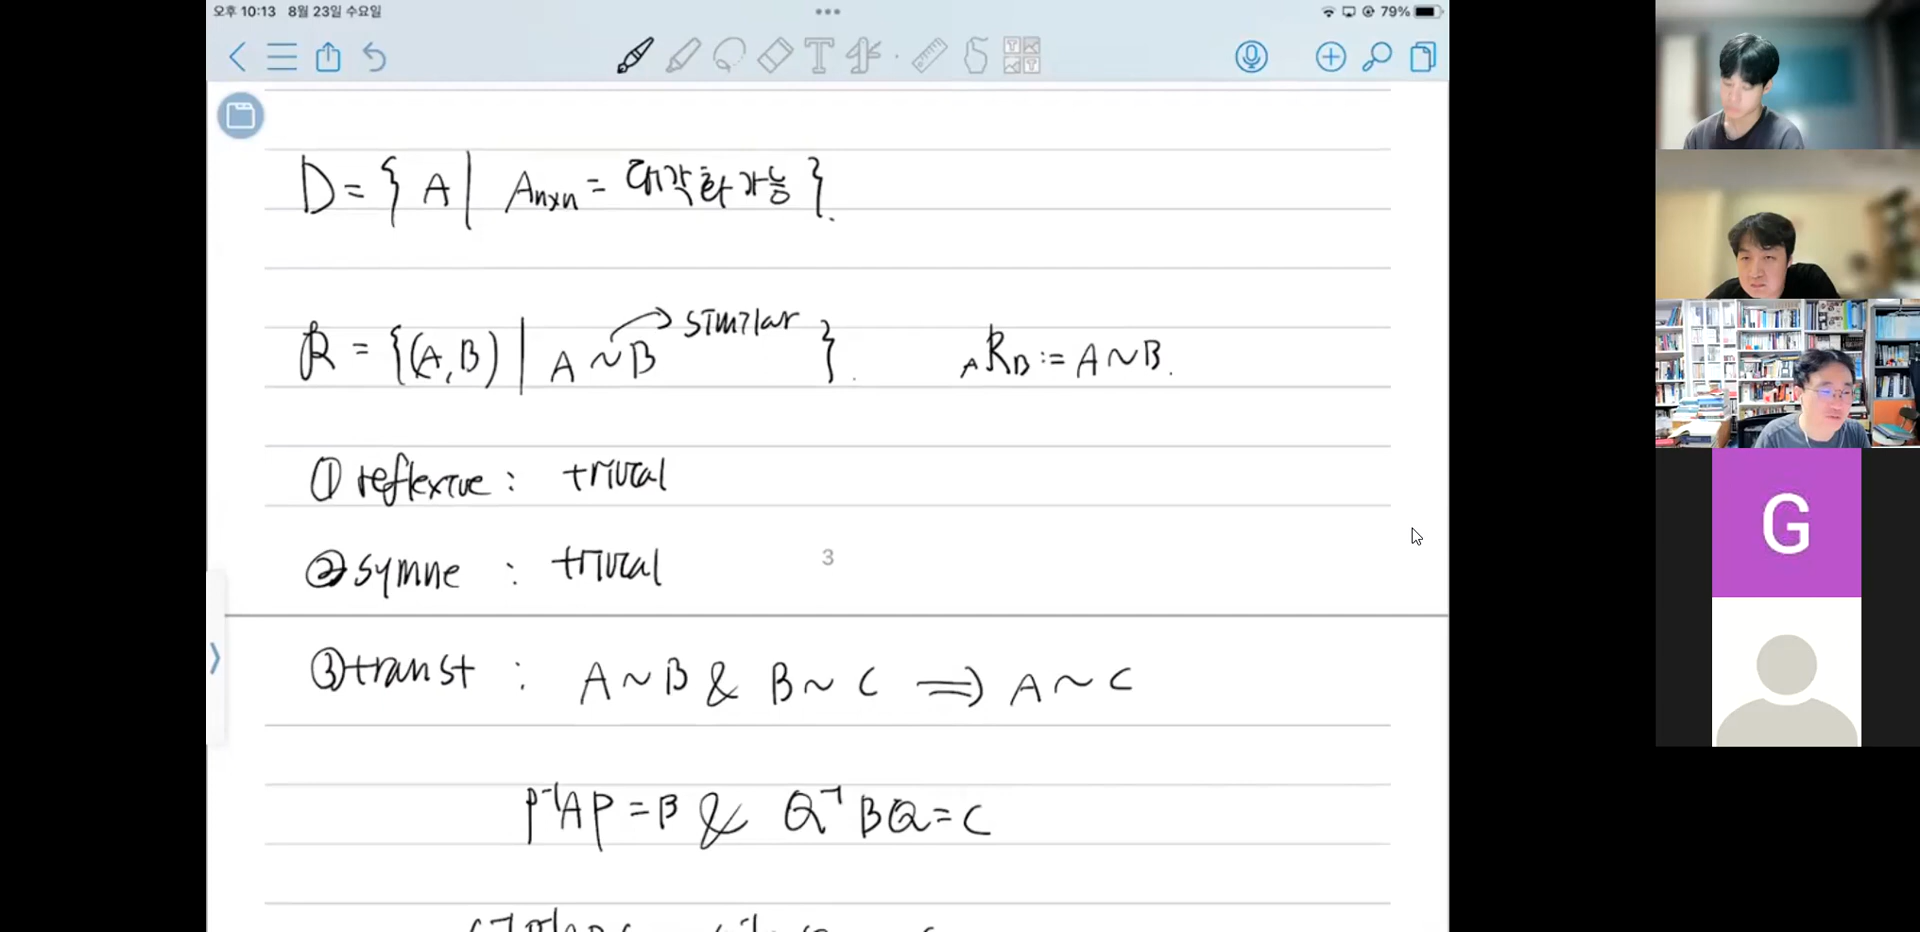 오후 10:13 8월 23일 수요일
79%
D = { A | Anxn = 대각화가능 }.
R = {(A,B) | A ~ B → similar }. ARB := A ~ B.
① reflexive : trivial
② symme : trivial
3
③ transt : A ~ B & B ~ C ⟹ A ~ C
P⁻¹AP = B & Q⁻¹BQ = C
G